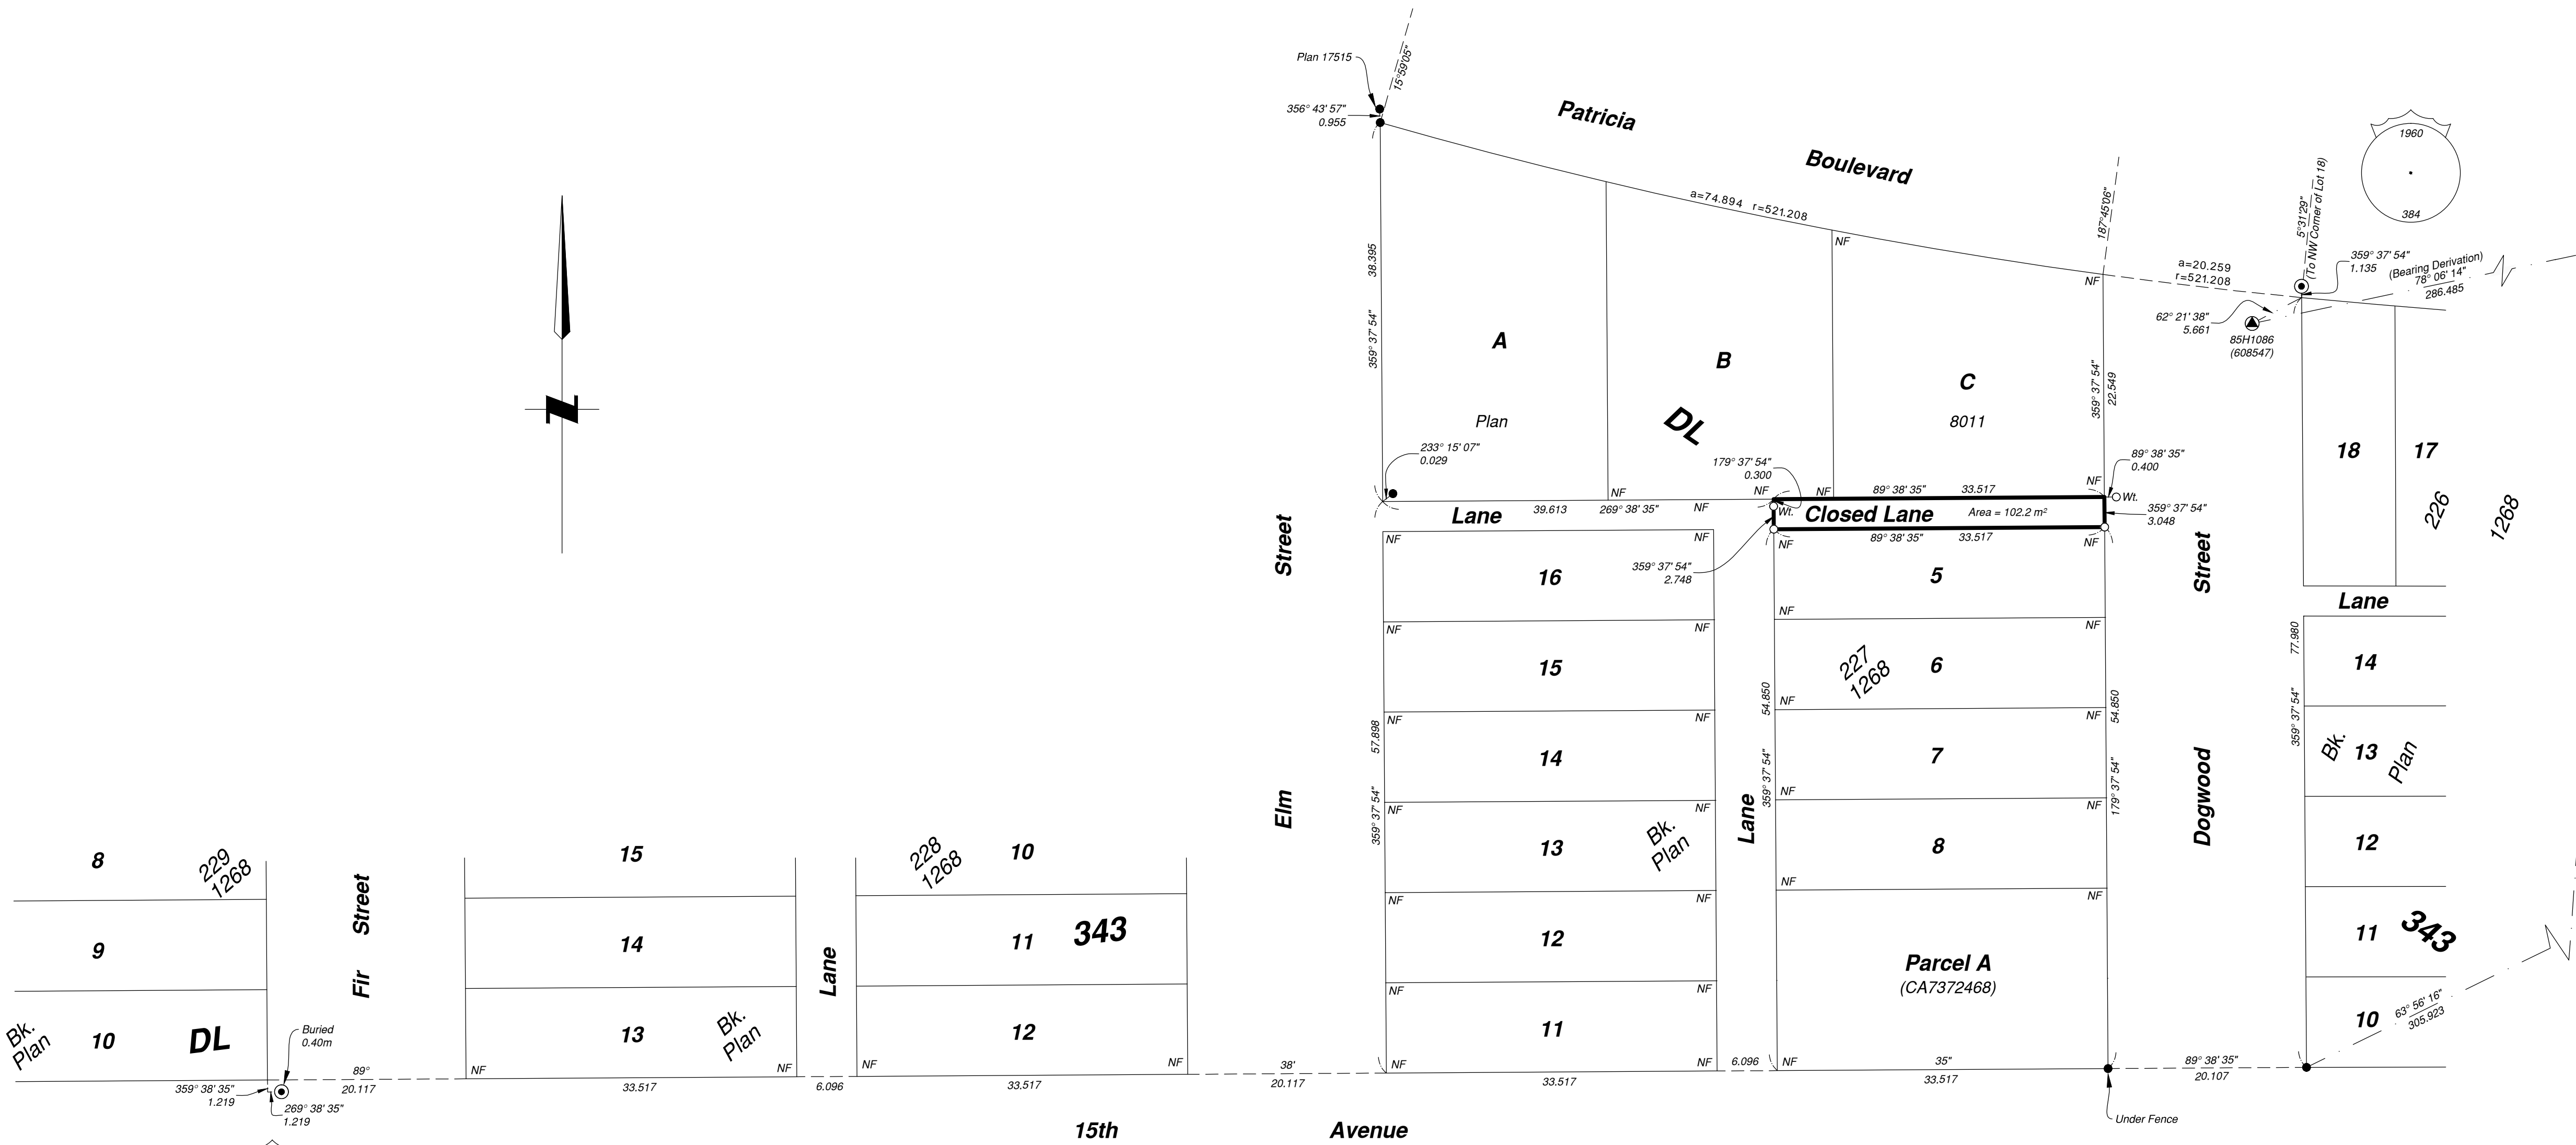 Plan 17515
15°59'05"
356° 43' 57"
0.955
Patricia
Boulevard
a=74.894 r=521.208
187°45'06"
5°31'29"
(To NW Corner of Lot 18)
1960
384
359° 37' 54"
1.135
(Bearing Derivation)
78° 06' 14"
286.485
a=20.259
r=521.208
62° 21' 38"
5.661
85H1086
(608547)
38.395
359° 37' 54"
A
Plan
B
DL
C
8011
NF
NF
359° 37' 54"
22.549
18
17
226
1268
N
233° 15' 07"
0.029
179° 37' 54"
0.300
NF
NF
NF
NF
89° 38' 35"
0.400
Wt.
89° 38' 35" 33.517
Lane
39.613 269° 38' 35"
NF
Wt.
Closed Lane
Area = 102.2 m²
359° 37' 54"
3.048
89° 38' 35" 33.517
359° 37' 54"
2.748
Elm Street
Dogwood Street
Lane
NF
NF
16
NF
NF
5
NF
NF
NF
15
NF
NF
227
1268
6
NF
NF
NF
14
NF
7
NF
NF
NF
13
NF
8
NF
NF
NF
12
NF
NF
NF
11
NF
NF
NF
57.898
359° 37' 54"
Bk.
Plan
Lane
54.850
359° 37' 54"
54.850
179° 37' 54"
Parcel A
(CA7372468)
NF
77.980
359° 37' 54"
14
Bk.
13
Plan
12
11
343
10
63° 56' 16"
305.923
8
229
1268
9
Bk.
Plan
10
DL
Fir Street
Buried
0.40m
359° 38' 35"
1.219
269° 38' 35"
1.219
15
14
13
Bk.
Plan
NF
NF
Lane
228
1268
10
11
343
12
NF
NF
89°
20.117
33.517
6.096
33.517
38'
20.117
33.517
6.096
35"
33.517
89° 38' 35"
20.107
Under Fence
15th Avenue